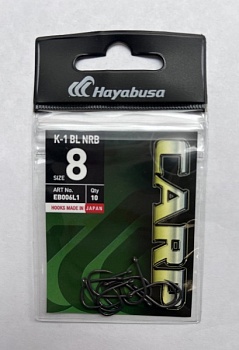 Hayabusa
K-1 BL NRB
SIZE 8
ART No. Qty
EB006L1 10
HOOKS MADE IN JAPAN
CARP